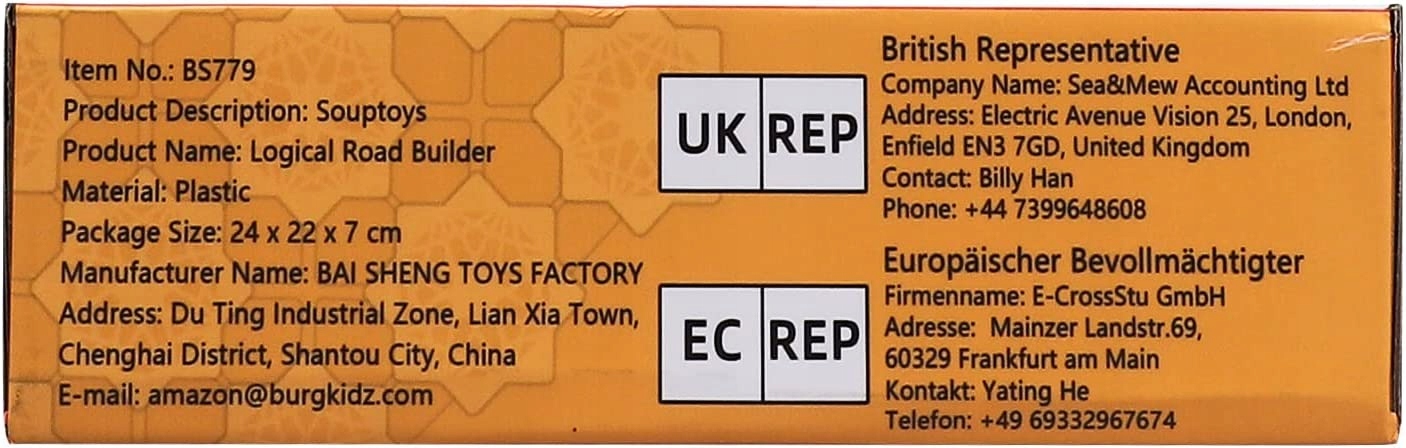 Item No.: BS779
Product Description: Souptoys
Product Name: Logical Road Builder
Material: Plastic
Package Size: 24 x 22 x 7 cm
Manufacturer Name: BAI SHENG TOYS FACTORY
Address: Du Ting Industrial Zone, Lian Xia Town,
Chenghai District, Shantou City, China
E-mail: amazon@burgkidz.com
UK REP
British Representative
Company Name: Sea&Mew Accounting Ltd
Address: Electric Avenue Vision 25, London,
Enfield EN3 7GD, United Kingdom
Contact: Billy Han
Phone: +44 7399648608
EC REP
Europäischer Bevollmächtigter
Firmenname: E-CrossStu GmbH
Adresse: Mainzer Landstr.69,
60329 Frankfurt am Main
Kontakt: Yating He
Telefon: +49 69332967674